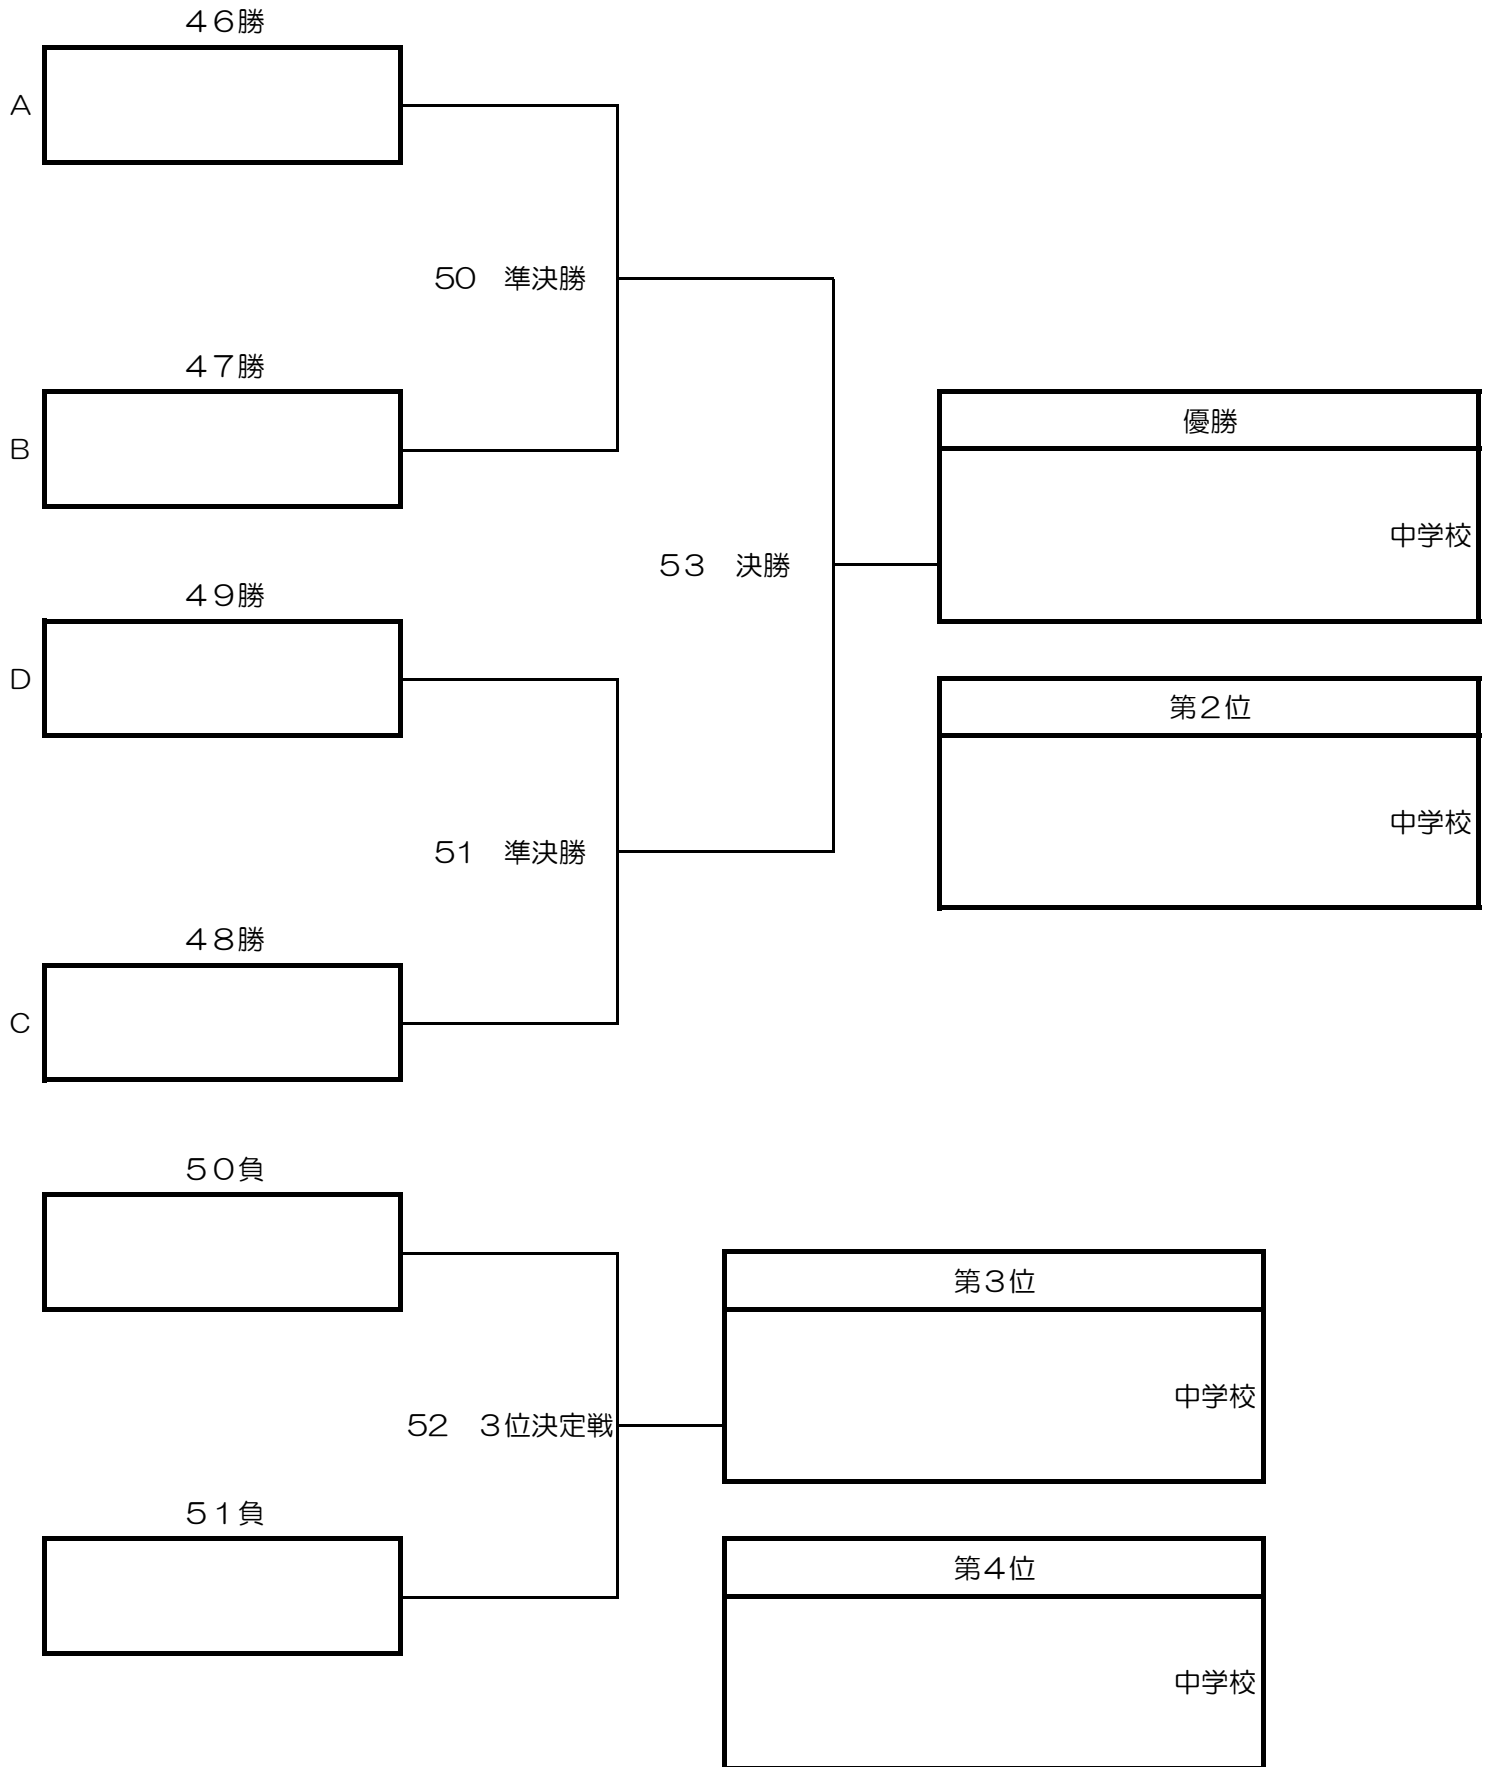 ４６勝
A
50　準決勝
４７勝
B
優勝
中学校
53　決勝
４９勝
D
第２位
中学校
51　準決勝
４８勝
C
５０負
第３位
中学校
52　３位決定戦
５１負
第４位
中学校